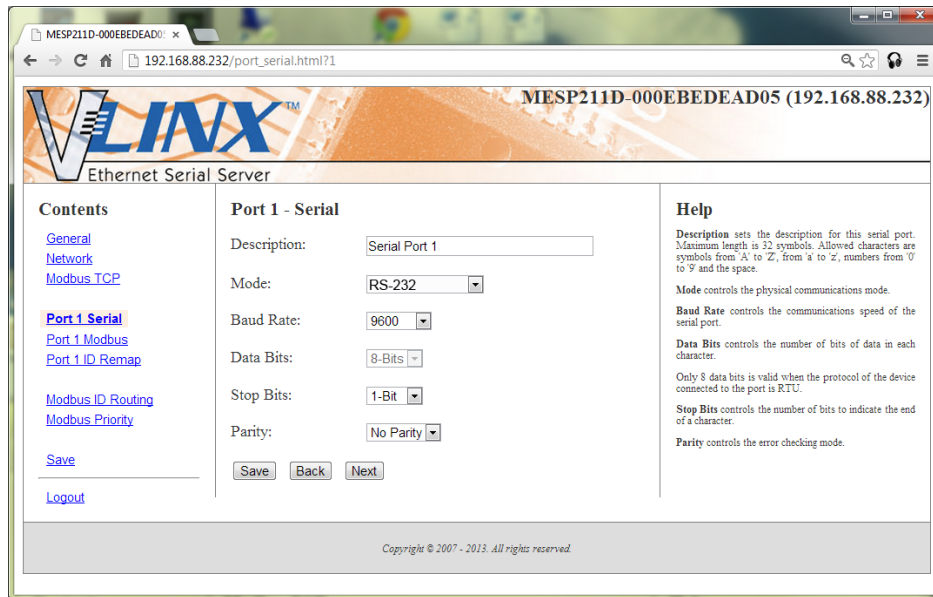 MESP211D-000EBEDEAD0
192.168.88.232/port_serial.html?1
VLINX™
Ethernet Serial Server
MESP211D-000EBEDEAD05 (192.168.88.232)
Contents
General
Network
Modbus TCP
Port 1 Serial
Port 1 Modbus
Port 1 ID Remap
Modbus ID Routing
Modbus Priority
Save
Logout
Port 1 - Serial
Description: Serial Port 1
Mode: RS-232
Baud Rate: 9600
Data Bits: 8-Bits
Stop Bits: 1-Bit
Parity: No Parity
Save Back Next
Help
Description sets the description for this serial port.
Maximum length is 32 symbols. Allowed characters are
symbols from 'A' to 'Z', from 'a' to 'z', numbers from '0'
to '9' and the space.
Mode controls the physical communications mode.
Baud Rate controls the communications speed of the
serial port.
Data Bits controls the number of bits of data in each
character.
Only 8 data bits is valid when the protocol of the device
connected to the port is RTU.
Stop Bits controls the number of bits to indicate the end
of a character.
Parity controls the error checking mode.
Copyright © 2007 - 2013. All rights reserved.